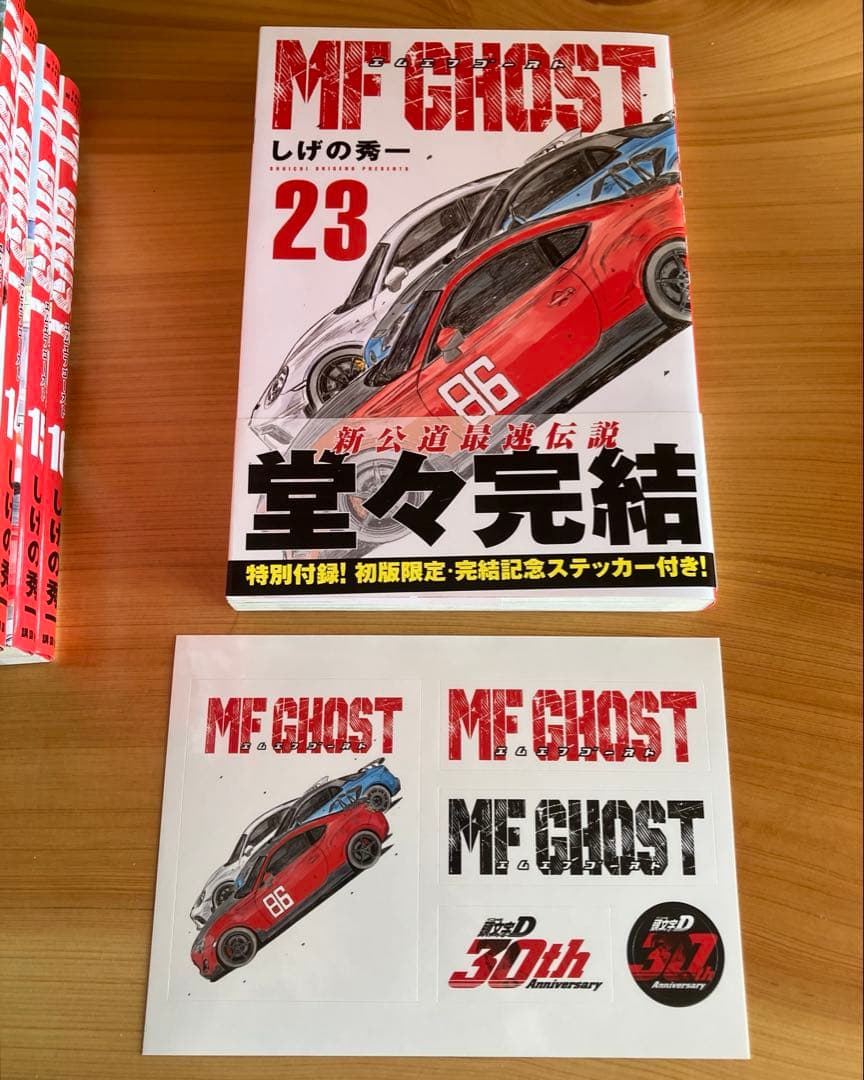 MF GHOST
エムエフゴースト
しげの秀一
SHUICHI SHIGENO PRESENTS
23
86
新公道最速伝説
堂々完結
特別付録！初版限定・完結記念ステッカー付き！
しげの秀一
しげの秀一
MF GHOST
エムエフゴースト
86
MF GHOST
エムエフゴースト
MF GHOST
エムエフゴースト
頭文字D
30th
Anniversary
頭文字D
30th
Anniversary